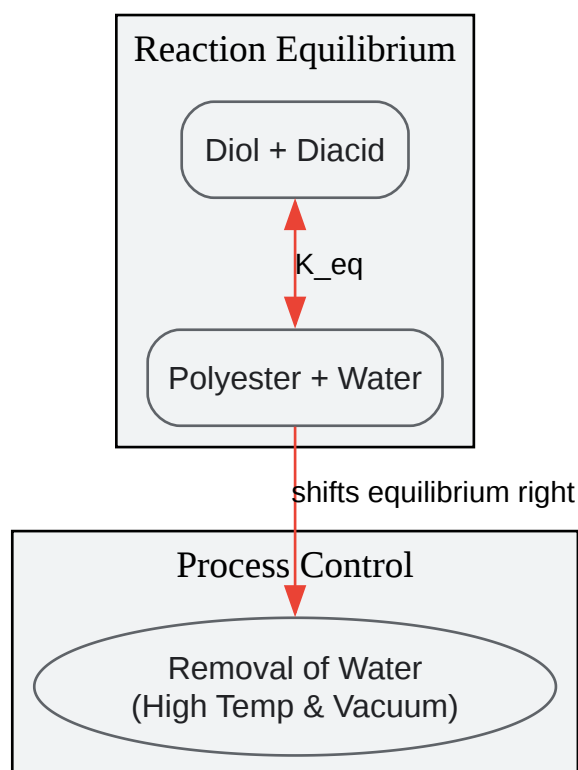 Reaction Equilibrium
Diol + Diacid
K_eq
Polyester + Water
shifts equilibrium right
Process Control
Removal of Water
(High Temp & Vacuum)